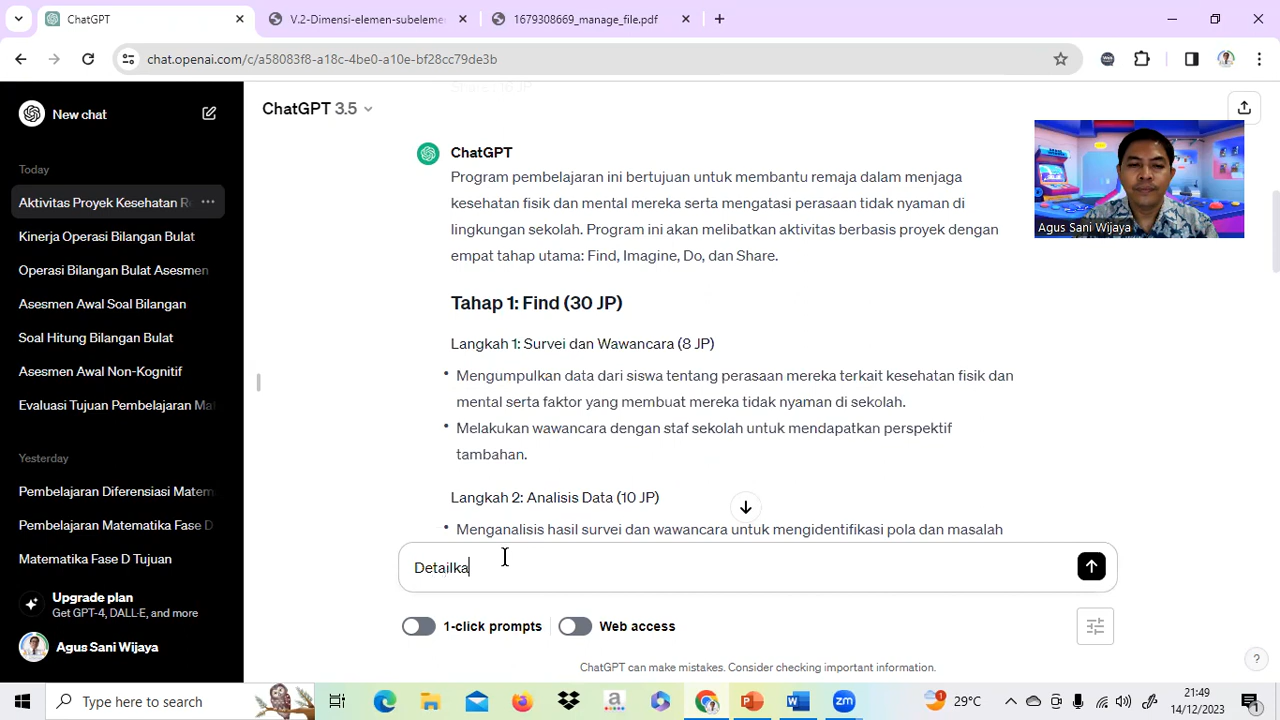 ChatGPT
V.2-Dimensi-elemen-subeleme
1679308669_manage_file.pdf
chat.openai.com/c/a58083f8-a18c-4be0-a10e-bf28cc79de3b
New chat
ChatGPT 3.5
Shares 10 JP
Today
Aktivitas Proyek Kesehatan R
Kinerja Operasi Bilangan Bulat
Operasi Bilangan Bulat Asesmen
Asesmen Awal Soal Bilangan
Soal Hitung Bilangan Bulat
Asesmen Awal Non-Kognitif
Evaluasi Tujuan Pembelajaran Ma
Yesterday
Pembelajaran Diferensiasi Matem
Pembelajaran Matematika Fase D
Matematika Fase D Tujuan
Upgrade plan
Get GPT-4, DALL-E, and more
Agus Sani Wijaya
ChatGPT
Program pembelajaran ini bertujuan untuk membantu remaja dalam menjaga
kesehatan fisik dan mental mereka serta mengatasi perasaan tidak nyaman di
lingkungan sekolah. Program ini akan melibatkan aktivitas berbasis proyek dengan
empat tahap utama: Find, Imagine, Do, dan Share.
Tahap 1: Find (30 JP)
Langkah 1: Survei dan Wawancara (8 JP)
• Mengumpulkan data dari siswa tentang perasaan mereka terkait kesehatan fisik dan
mental serta faktor yang membuat mereka tidak nyaman di sekolah.
• Melakukan wawancara dengan staf sekolah untuk mendapatkan perspektif
tambahan.
Langkah 2: Analisis Data (10 JP)
• Menganalisis hasil survei dan wawancara untuk mengidentifikasi pola dan masalah
Detailka
1-click prompts
Web access
ChatGPT can make mistakes. Consider checking important information.
?
Agus Sani Wijaya
Type here to search
29°C
21:49
14/12/2023